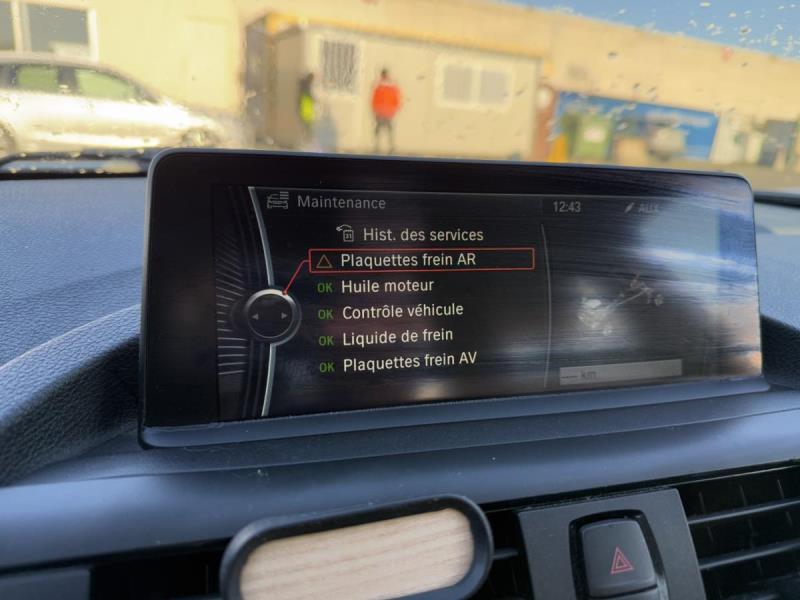 Maintenance
12:43
AUX
Hist. des services
Plaquettes frein AR
OK Huile moteur
OK Contrôle véhicule
OK Liquide de frein
OK Plaquettes frein AV
---- km